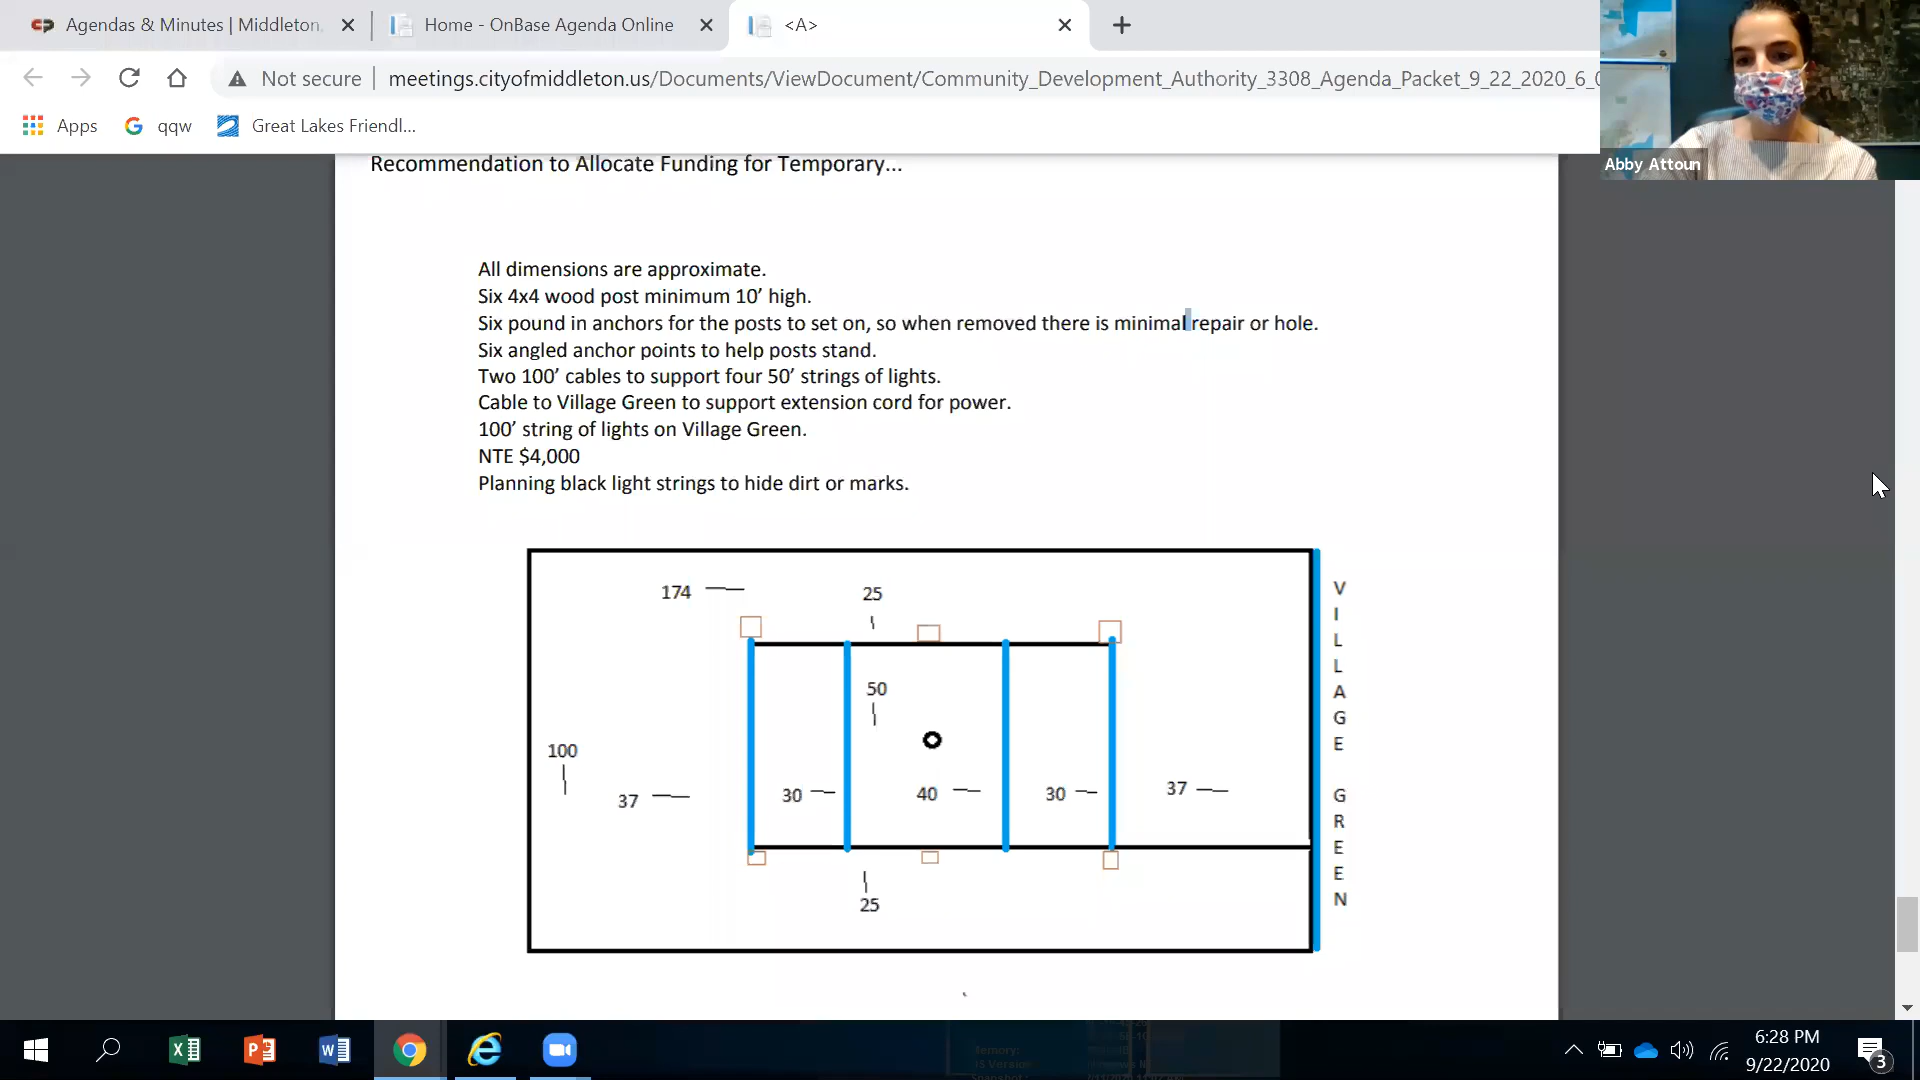 Agendas & Minutes | Middleton,
Home - OnBase Agenda Online
<A>
Not secure
meetings.cityofmiddleton.us/Documents/ViewDocument/Community_Development_Authority_3308_Agenda_Packet_9_22_2020_6_0
Apps
qqw
Great Lakes Friendl...
Abby Attoun
Recommendation to Allocate Funding for Temporary...
All dimensions are approximate.
Six 4x4 wood post minimum 10’ high.
Six pound in anchors for the posts to set on, so when removed there is minimal repair or hole.
Six angled anchor points to help posts stand.
Two 100’ cables to support four 50’ strings of lights.
Cable to Village Green to support extension cord for power.
100’ string of lights on Village Green.
NTE $4,000
Planning black light strings to hide dirt or marks.
174
25
50
100
37
30
40
30
37
25
VILLAGE GREEN
6:28 PM
9/22/2020
3